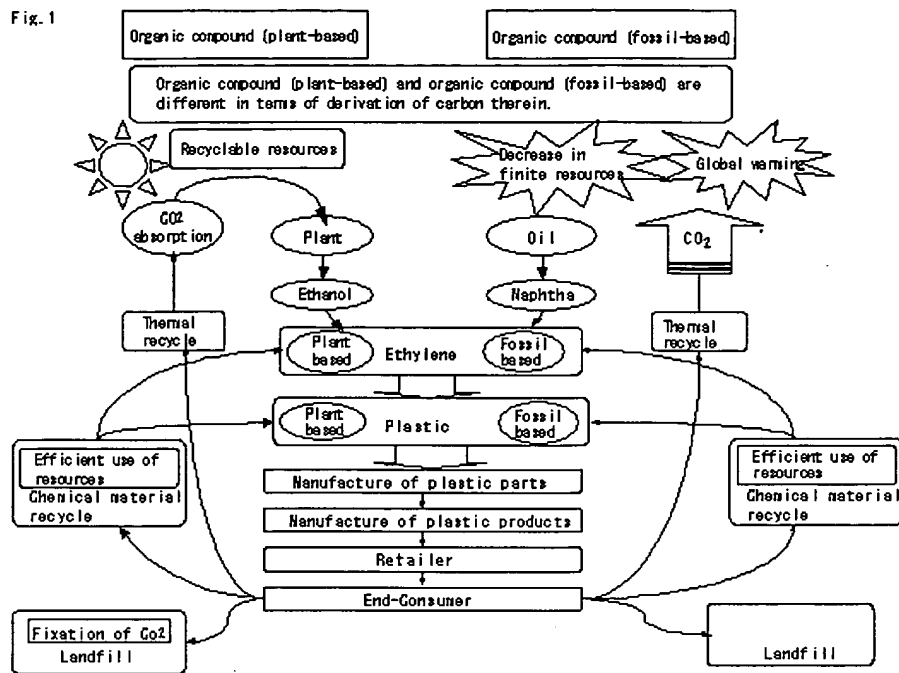 Fig. 1
Organic compound (plant-based)
Organic compound (fossil-based)
Organic compound (plant-based) and organic compound (fossil-based) are
different in terms of derivation of carbon therein.
Recyclable resources
Decrease in
finite resources
Global warming
CO2
absorption
Plant
Oil
CO₂
Ethanol
Naphtha
Thermal
recycle
Thermal
recycle
Plant
based
Ethylene
Fossil
based
Plant
based
Plastic
Fossil
based
Efficient use of
resources
Chemical material
recycle
Efficient use of
resources
Chemical material
recycle
Manufacture of plastic parts
Manufacture of plastic products
Retailer
End-Consumer
Fixation of Co2
Landfill
Landfill